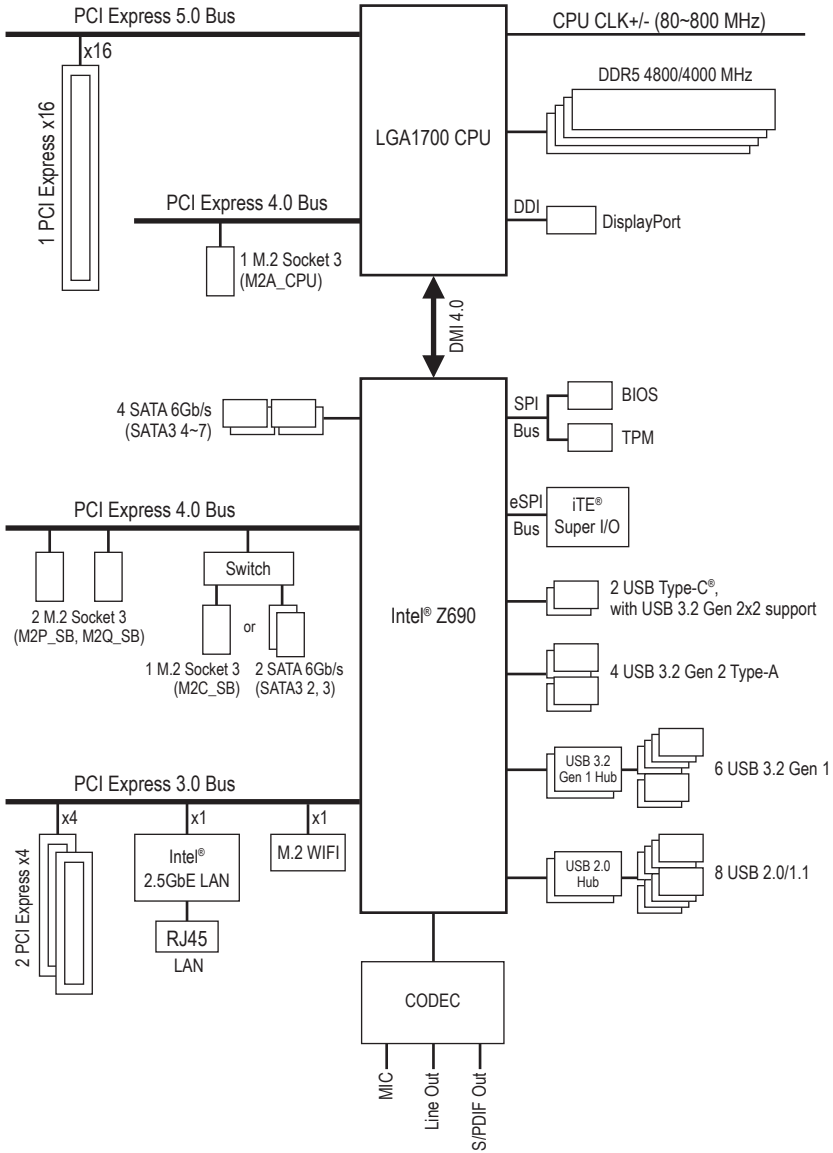 PCI Express 5.0 Bus
CPU CLK+/- (80~800 MHz)
x16
1 PCI Express x16
LGA1700 CPU
DDR5 4800/4000 MHz
PCI Express 4.0 Bus
1 M.2 Socket 3
(M2A_CPU)
DDI
DisplayPort
DMI 4.0
4 SATA 6Gb/s
(SATA3 4~7)
SPI
Bus
BIOS
TPM
PCI Express 4.0 Bus
eSPI
Bus
iTE®
Super I/O
Switch
2 M.2 Socket 3
(M2P_SB, M2Q_SB)
or
1 M.2 Socket 3
(M2C_SB)
2 SATA 6Gb/s
(SATA3 2, 3)
Intel® Z690
2 USB Type-C®,
with USB 3.2 Gen 2x2 support
4 USB 3.2 Gen 2 Type-A
USB 3.2
Gen 1 Hub
6 USB 3.2 Gen 1
PCI Express 3.0 Bus
x4
x1
x1
2 PCI Express x4
Intel®
2.5GbE LAN
M.2 WIFI
RJ45
LAN
USB 2.0
Hub
8 USB 2.0/1.1
CODEC
MIC
Line Out
S/PDIF Out